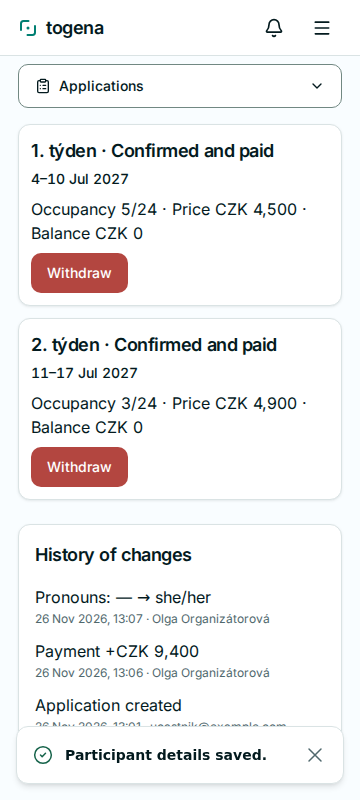 togena
Applications
1. týden · Confirmed and paid
4–10 Jul 2027
Occupancy 5/24 · Price CZK 4,500 ·
Balance CZK 0
Withdraw
2. týden · Confirmed and paid
11–17 Jul 2027
Occupancy 3/24 · Price CZK 4,900 ·
Balance CZK 0
Withdraw
History of changes
Pronouns: — → she/her
26 Nov 2026, 13:07 · Olga Organizátorová
Payment +CZK 9,400
26 Nov 2026, 13:06 · Olga Organizátorová
Application created
Participant details saved.